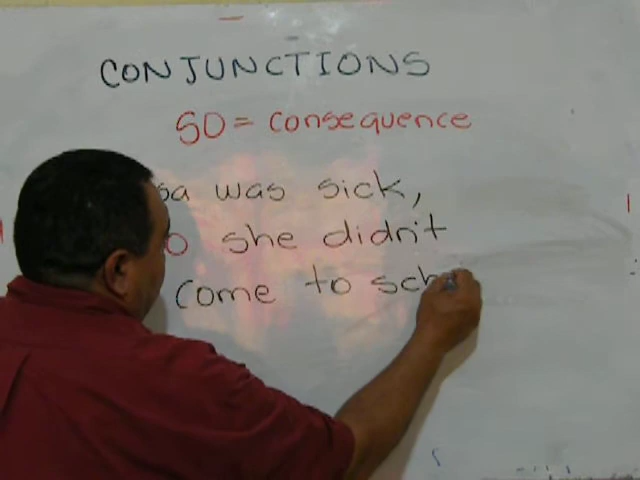 CONJUNCTIONS
SO = consequence
was sick,
she didn't
come to